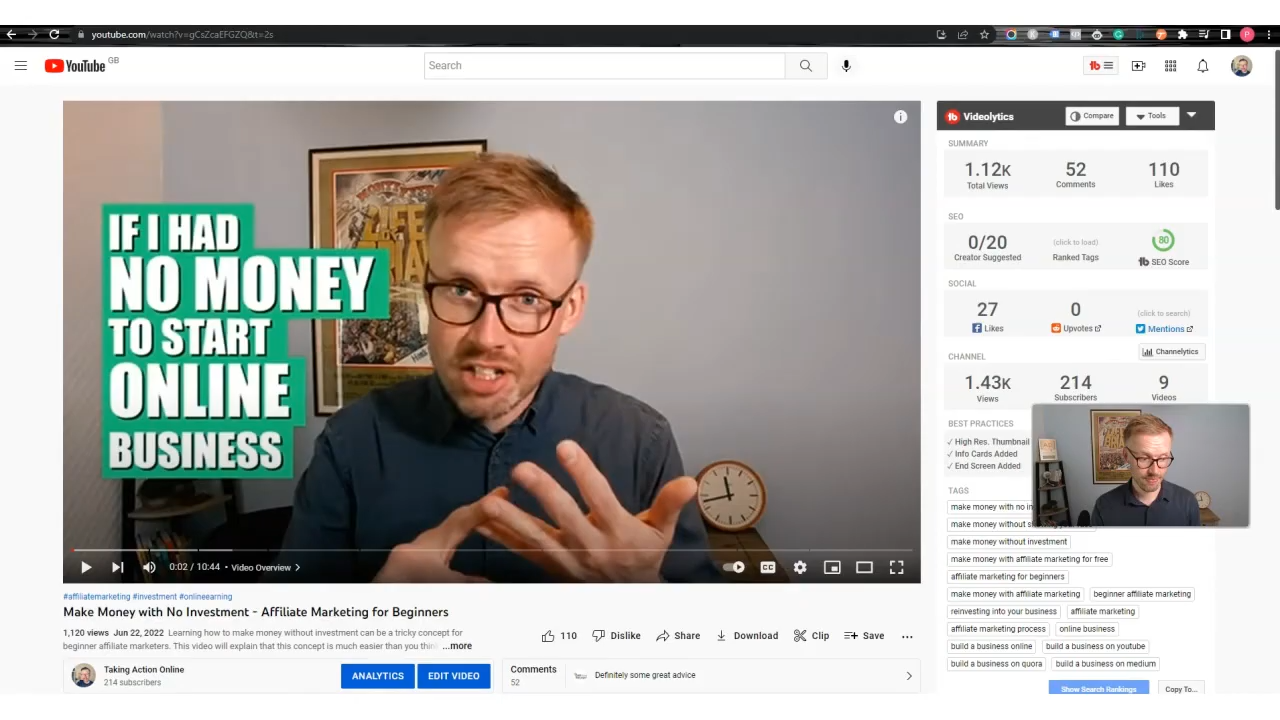 youtube.com/watch?v=gCsZcaEFGZQ&t=2s
YouTube GB
Search
IF I HAD
NO MONEY
TO START
ONLINE
BUSINESS
0:02 / 10:44 • Video Overview
CC
#affiliatemarketing #investment #onlineearning
Make Money with No Investment - Affiliate Marketing for Beginners
1,120 views Jun 22, 2022 Learning how to make money without investment can be a tricky concept for
beginner affiliate marketers. This video will explain that this concept is much easier than you
...more
110 Dislike Share Download Clip Save
Taking Action Online
214 subscribers
ANALYTICS EDIT VIDEO
Comments
52
Definitely some great advice
Videolytics Compare Tools
SUMMARY
1.12K 52 110
Total Views Comments Likes
SEO
0/20 (click to load) 80
Creator Suggested Ranked Tags SEO Score
SOCIAL
27 0 (click to search)
Likes Upvotes Mentions
CHANNEL Channelytics
1.43K 214 9
Views Subscribers Videos
BEST PRACTICES
High Res. Thumbnail
Info Cards Added
End Screen Added
TAGS
make money with no
make money without
make money without investment
make money with affiliate marketing for free
affiliate marketing for beginners
make money with affiliate marketing beginner affiliate marketing
reinvesting into your business affiliate marketing
affiliate marketing process online business
build a business online build a business on youtube
build a business on quora build a business on medium
Show Search Rankings Copy To...